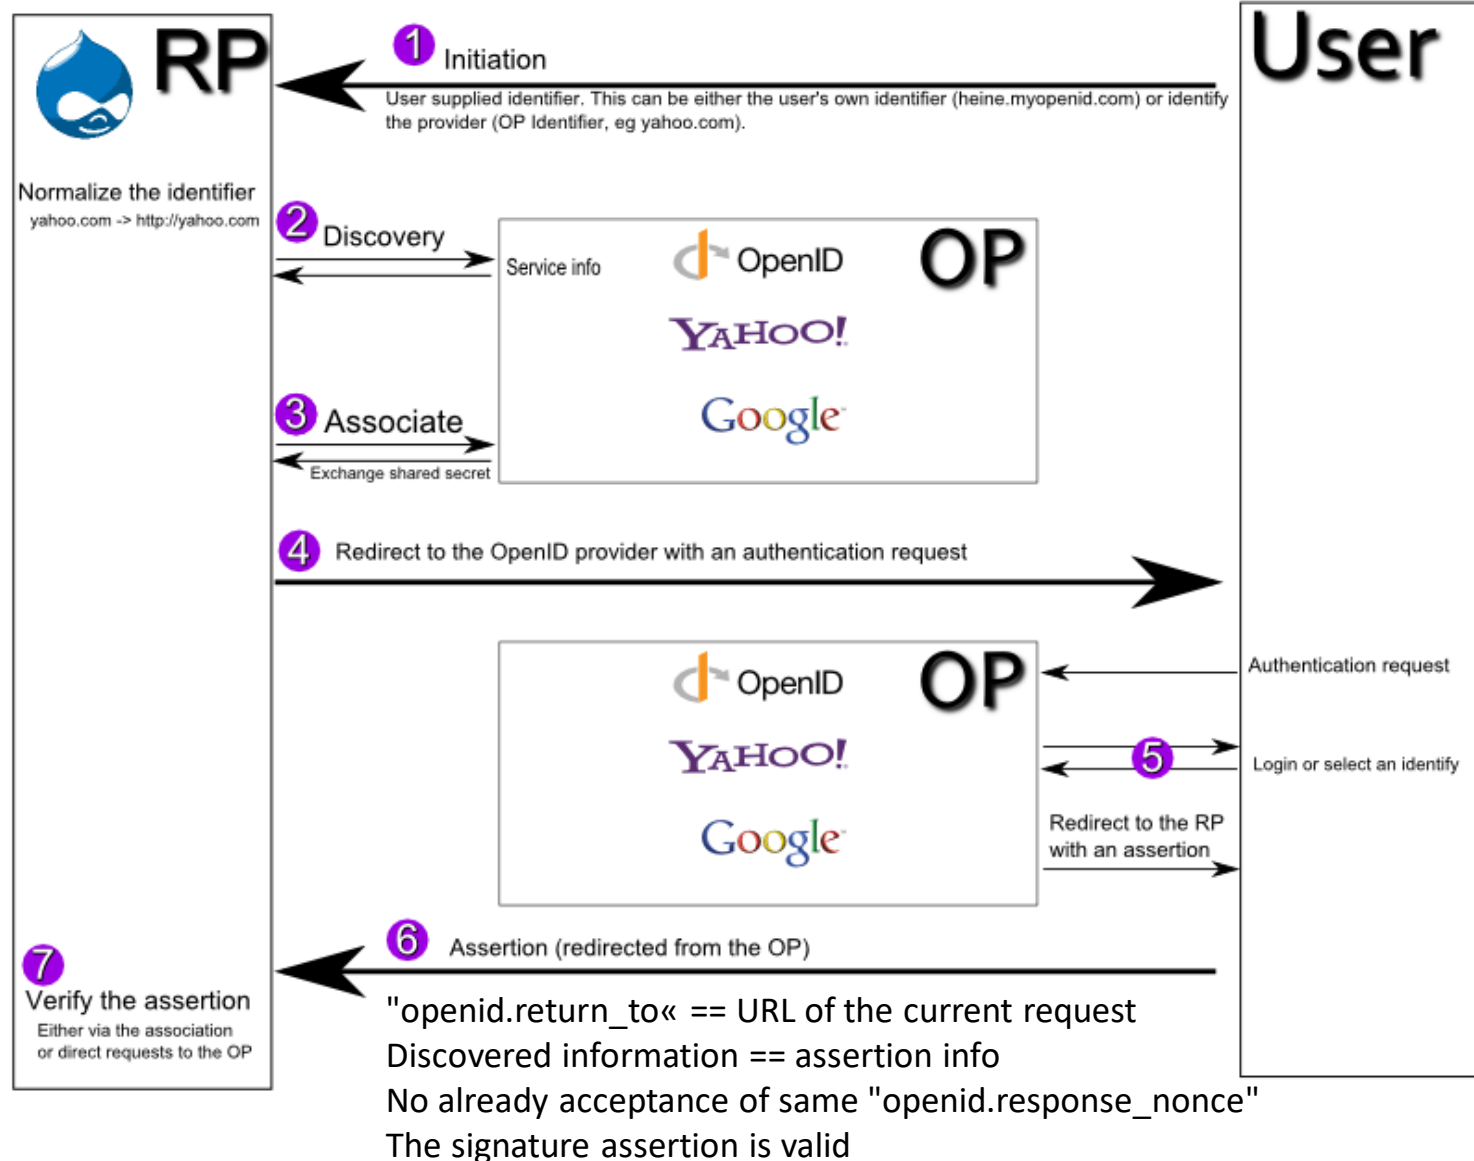 RP
User
1 Initiation
User supplied identifier. This can be either the user's own identifier (heine.myopenid.com) or identify
the provider (OP Identifier, eg yahoo.com).
Normalize the identifier
yahoo.com -> http://yahoo.com
2 Discovery
Service info
OpenID
OP
YAHOO!
Google
3 Associate
Exchange shared secret
4 Redirect to the OpenID provider with an authentication request
OpenID
OP
Authentication request
YAHOO!
5
Login or select an identify
Google
Redirect to the RP
with an assertion
6 Assertion (redirected from the OP)
7
Verify the assertion
Either via the association
or direct requests to the OP
"openid.return_to« == URL of the current request
Discovered information == assertion info
No already acceptance of same "openid.response_nonce"
The signature assertion is valid